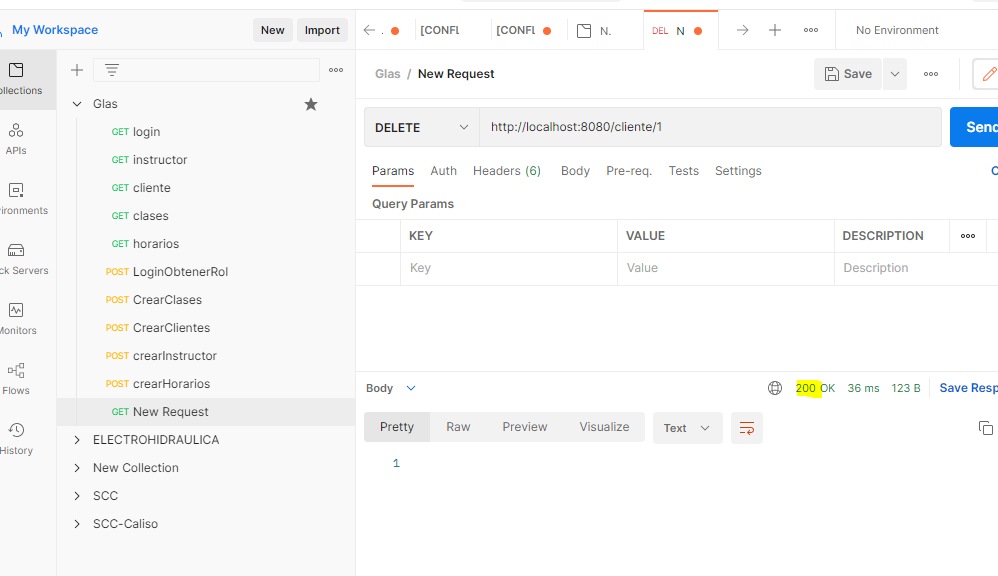 My Workspace
New
Import
.
[CONFL
[CONFL
N.
DEL N
No Environment
ollections
APIs
ironments
ck Servers
Monitors
Flows
History
Glas
GET login
GET instructor
GET cliente
GET clases
GET horarios
POST LoginObtenerRol
POST CrearClases
POST CrearClientes
POST crearInstructor
POST crearHorarios
GET New Request
ELECTROHIDRAULICA
New Collection
SCC
SCC-Caliso
Glas / New Request
Save
DELETE
http://localhost:8080/cliente/1
Send
Params Auth Headers (6) Body Pre-req. Tests Settings
Query Params
KEY VALUE DESCRIPTION
Key Value Description
Body
200 OK 36 ms 123 B Save Resp
Pretty Raw Preview Visualize Text
1